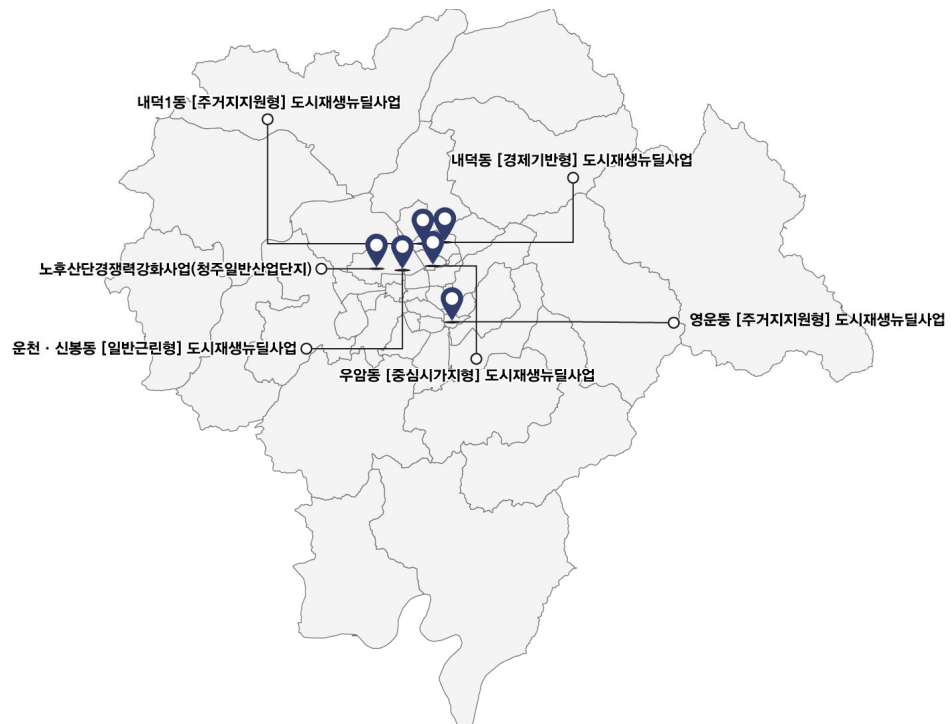 내덕1동 [주거지지원형] 도시재생뉴딜사업
내덕동 [경제기반형] 도시재생뉴딜사업
노후산단경쟁력강화사업(청주일반산업단지)
영운동 [주거지지원형] 도시재생뉴딜사업
운천 · 신봉동 [일반근린형] 도시재생뉴딜사업
우암동 [중심시가지형] 도시재생뉴딜사업